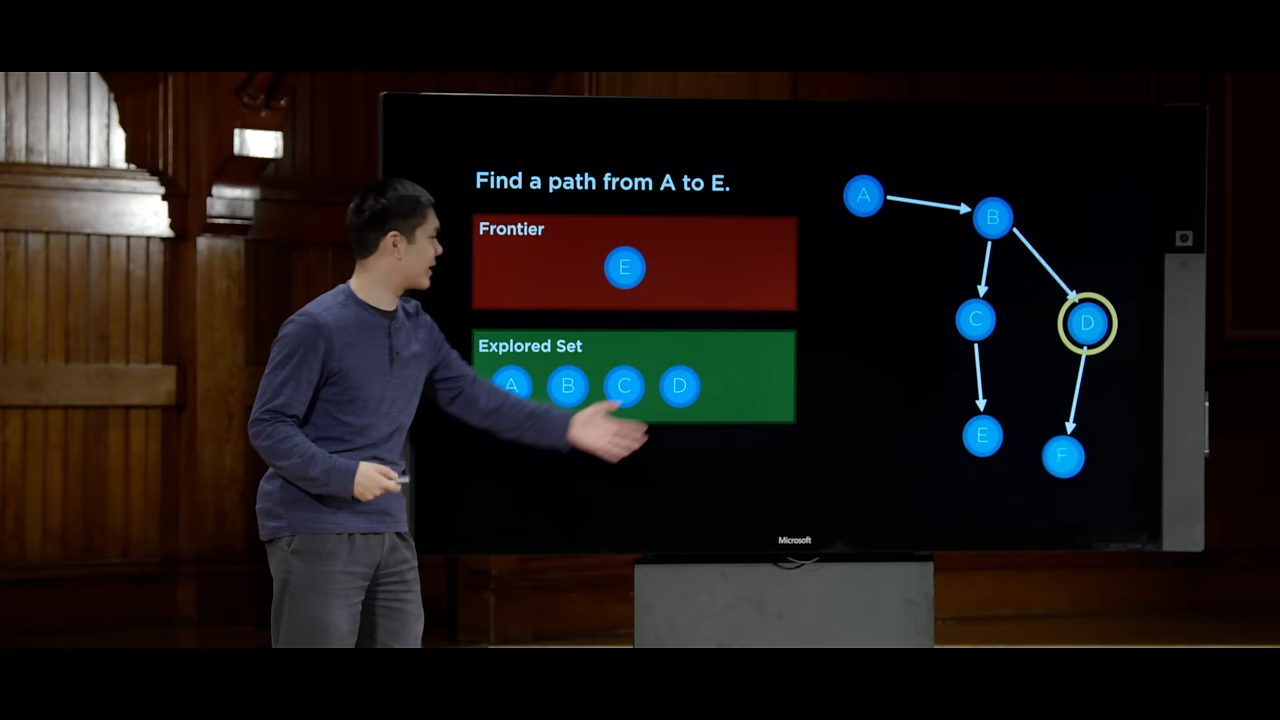 Find a path from A to E.
Frontier
E
Explored Set
A B C D
A
B
C
D
E
F
Microsoft